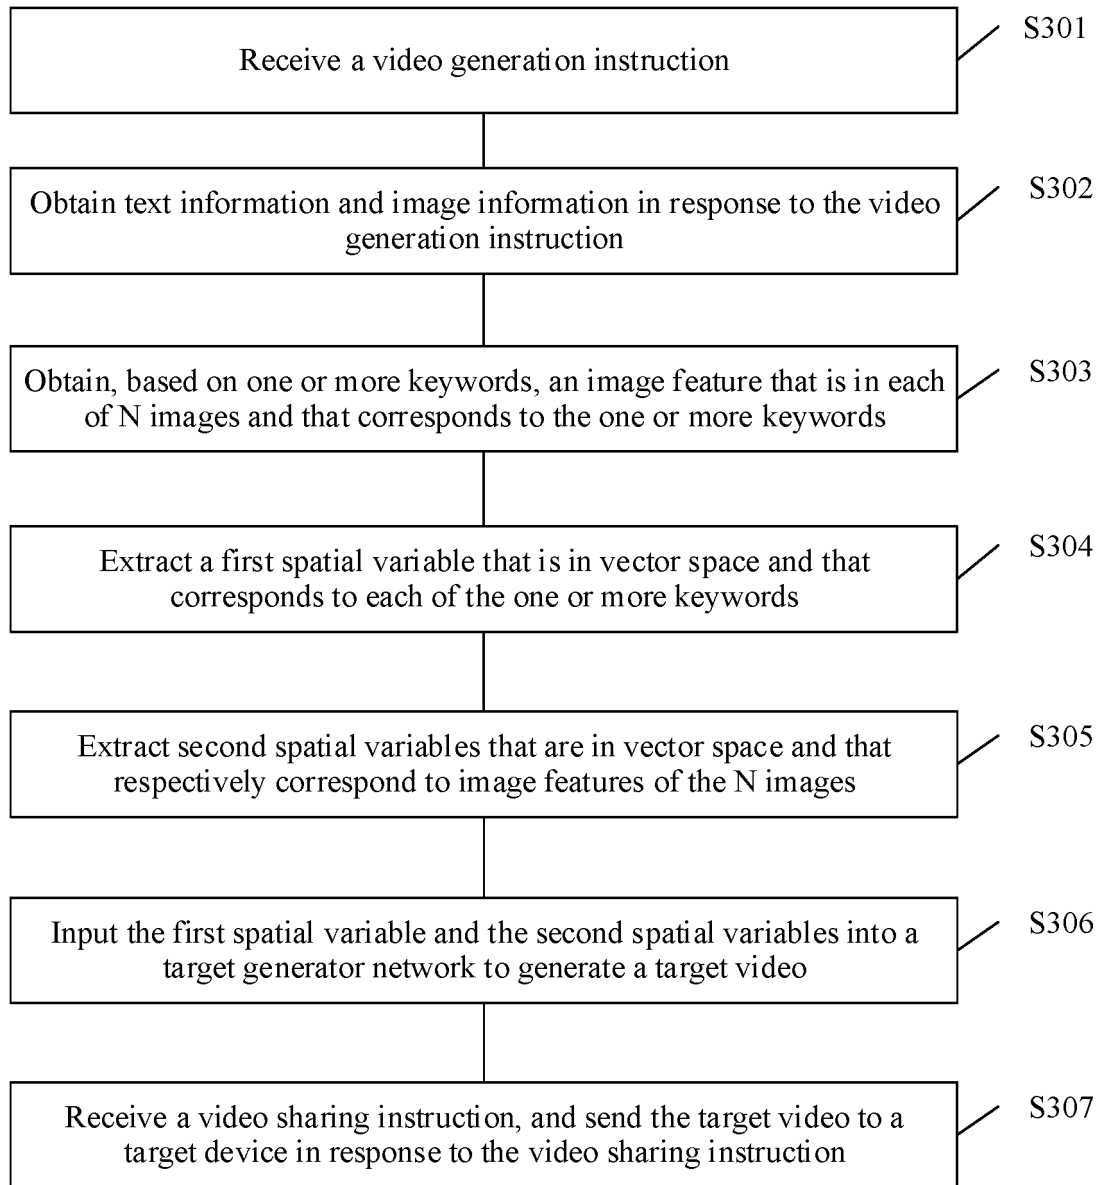 S301
Receive a video generation instruction
S302
Obtain text information and image information in response to the video
generation instruction
S303
Obtain, based on one or more keywords, an image feature that is in each
of N images and that corresponds to the one or more keywords
S304
Extract a first spatial variable that is in vector space and that
corresponds to each of the one or more keywords
S305
Extract second spatial variables that are in vector space and that
respectively correspond to image features of the N images
S306
Input the first spatial variable and the second spatial variables into a
target generator network to generate a target video
S307
Receive a video sharing instruction, and send the target video to a
target device in response to the video sharing instruction